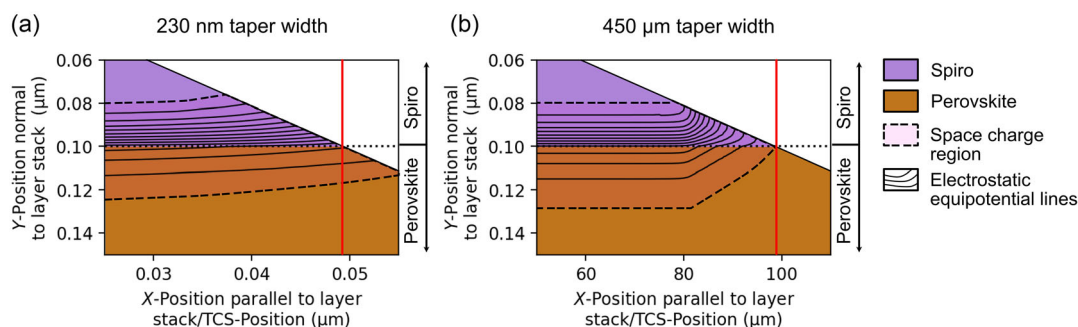 (a)
230 nm taper width
0.06
0.08
0.10
0.12
0.14
Y-Position normal
to layer stack (μm)
0.03
0.04
0.05
X-Position parallel to layer
stack/TCS-Position (μm)
Spiro
Perovskite
(b)
450 μm taper width
0.06
0.08
0.10
0.12
0.14
Y-Position normal
to layer stack (μm)
60
80
100
X-Position parallel to layer
stack/TCS-Position (μm)
Spiro
Perovskite
Spiro
Perovskite
Space charge
region
Electrostatic
equipotential lines